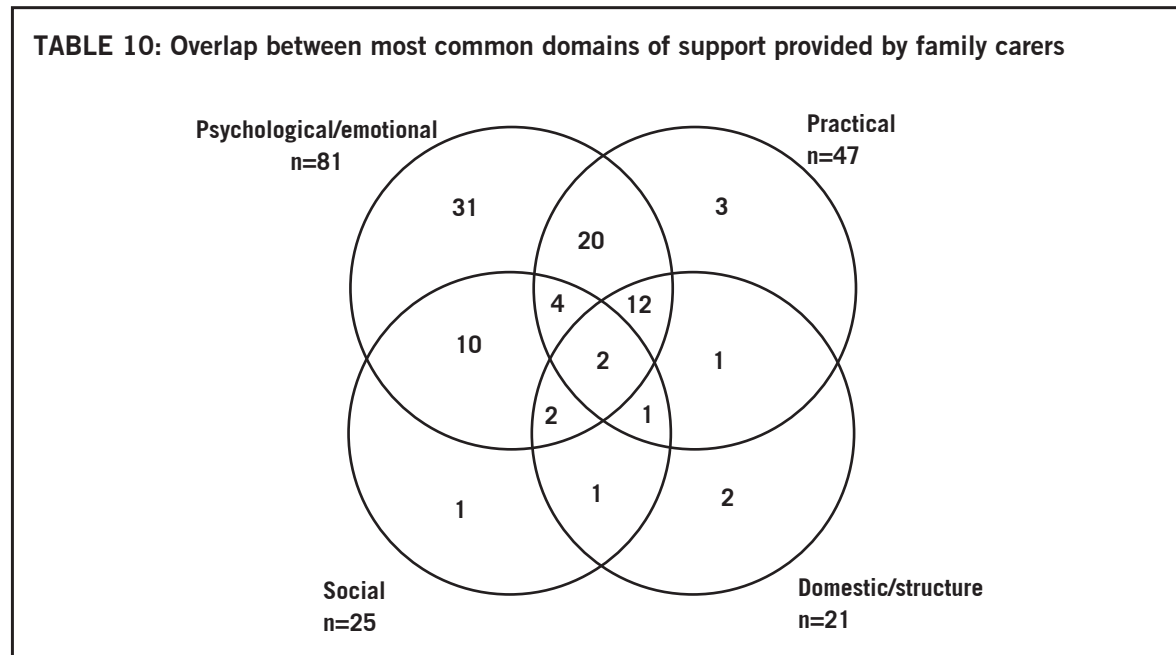 TABLE 10: Overlap between most common domains of support provided by family carers
Psychological/emotional
n=81
Practical
n=47
31
3
20
4
12
10
2
1
2
1
1
1
2
Social
n=25
Domestic/structure
n=21